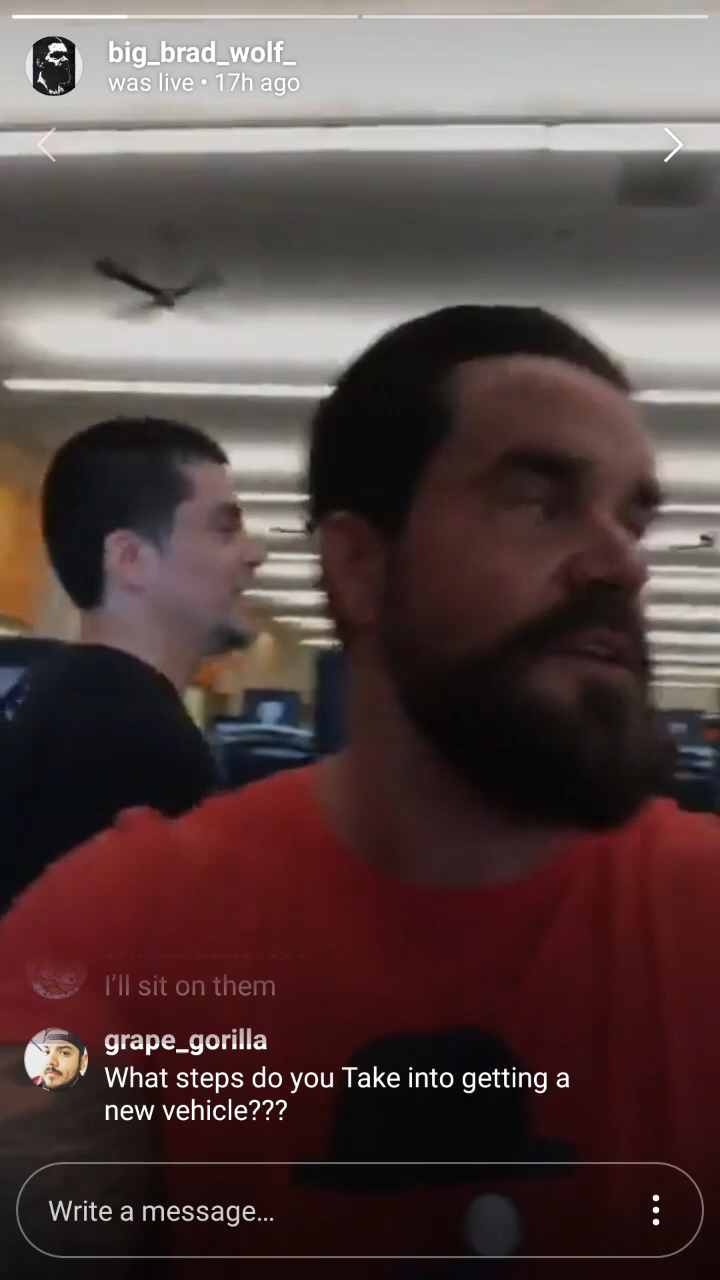 big_brad_wolf_
was live • 17h ago
I'll sit on them
grape_gorilla
What steps do you Take into getting a
new vehicle???
Write a message...